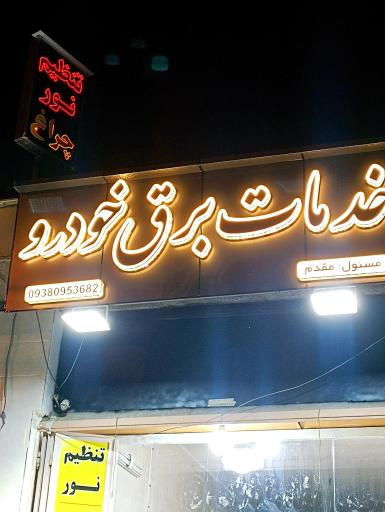 تنظیم
نور
چراغ
خدمات برق خودرو
مسئول: مقدم
09380953682
تنظیم
نور